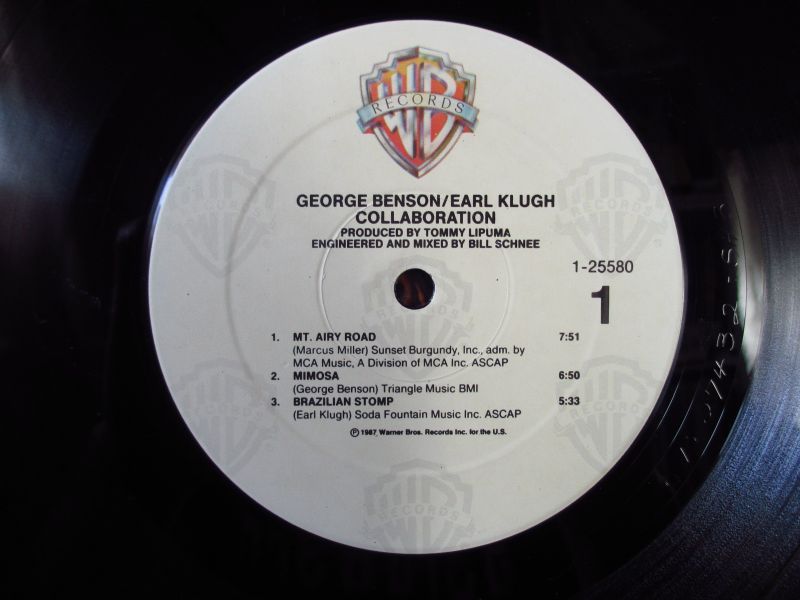 WB
RECORDS
GEORGE BENSON/EARL KLUGH
COLLABORATION
PRODUCED BY TOMMY LIPUMA
ENGINEERED AND MIXED BY BILL SCHNEE
1-25580
1
1. MT. AIRY ROAD 7:51
(Marcus Miller) Sunset Burgundy, Inc., adm. by
MCA Music, A Division of MCA Inc. ASCAP
2. MIMOSA 6:50
(George Benson) Triangle Music BMI
3. BRAZILIAN STOMP 5:33
(Earl Klugh) Soda Fountain Music Inc. ASCAP
℗ 1987 Warner Bros. Records Inc. for the U.S.